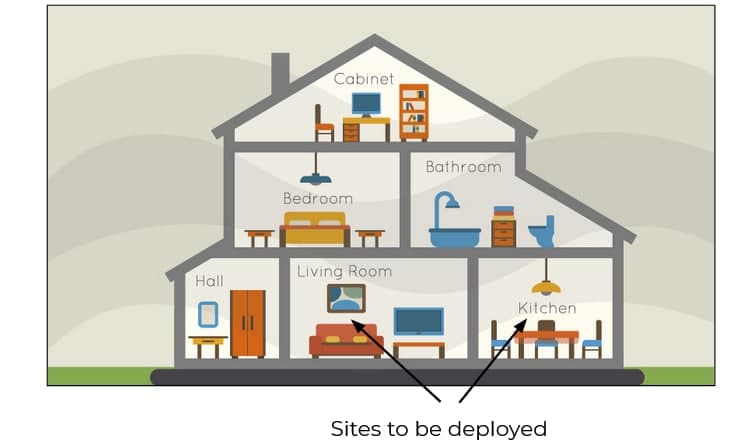 Cabinet
Bathroom
Bedroom
Living Room
Hall
Kitchen
Sites to be deployed